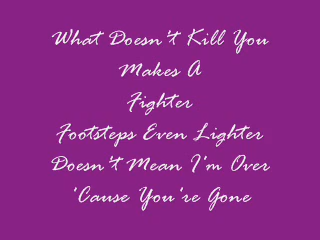 What Doesn't Kill You
Makes A
Fighter
Footsteps Even Lighter
Doesn't Mean I'm Over
'Cause You're Gone